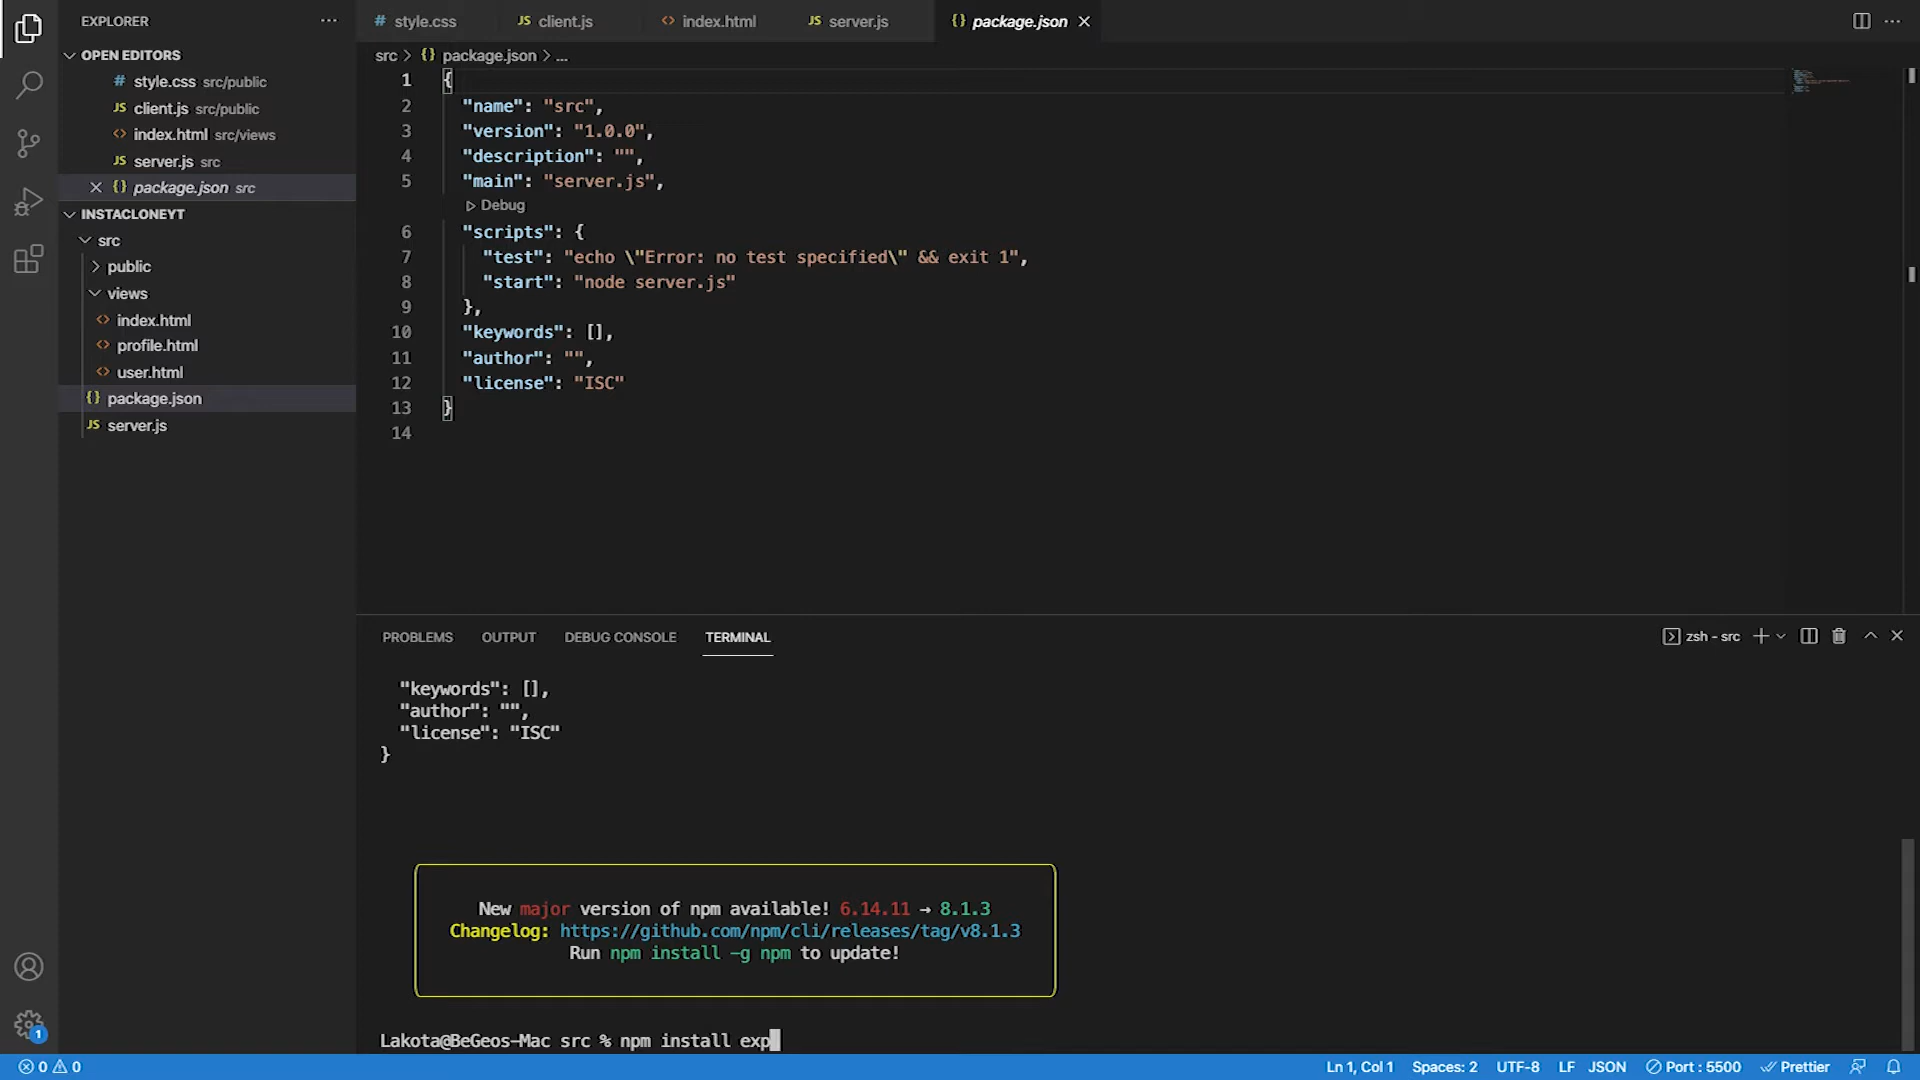 EXPLORER
OPEN EDITORS
# style.css src/public
JS client.js src/public
<> index.html src/views
JS server.js src
{} package.json src
INSTACLONEYT
src
public
views
<> index.html
<> profile.html
<> user.html
{} package.json
JS server.js
# style.css JS client.js <> index.html JS server.js {} package.json
src > {} package.json > ...
1 {
2 "name": "src",
3 "version": "1.0.0",
4 "description": "",
5 "main": "server.js",
Debug
6 "scripts": {
7 "test": "echo \"Error: no test specified\" && exit 1",
8 "start": "node server.js"
9 },
10 "keywords": [],
11 "author": "",
12 "license": "ISC"
13 }
14
PROBLEMS OUTPUT DEBUG CONSOLE TERMINAL
zsh - src
"keywords": [],
"author": "",
"license": "ISC"
}
New major version of npm available! 6.14.11 → 8.1.3
Changelog: https://github.com/npm/cli/releases/tag/v8.1.3
Run npm install -g npm to update!
Lakota@BeGeos-Mac src % npm install exp
1
0 0 Ln 1, Col 1 Spaces: 2 UTF-8 LF JSON Port : 5500 Prettier